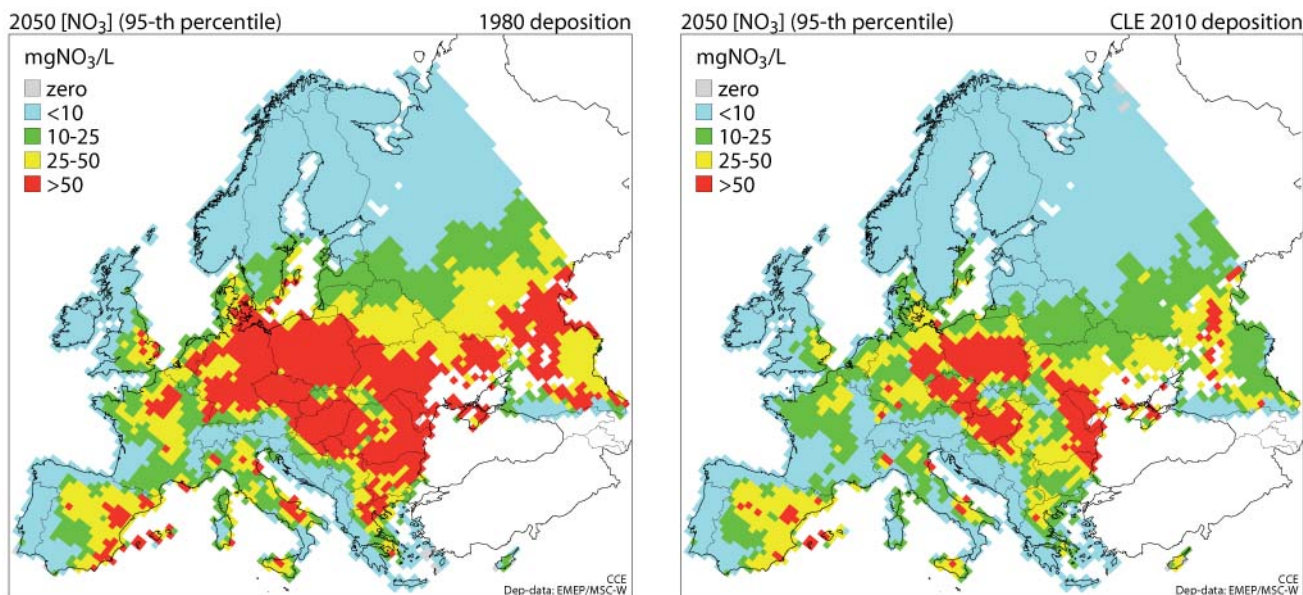 2050 [NO₃] (95-th percentile) 1980 deposition
mgNO₃/L
zero
<10
10-25
25-50
>50
CCE
Dep-data: EMEP/MSC-W
2050 [NO₃] (95-th percentile) CLE 2010 deposition
mgNO₃/L
zero
<10
10-25
25-50
>50
CCE
Dep-data: EMEP/MSC-W